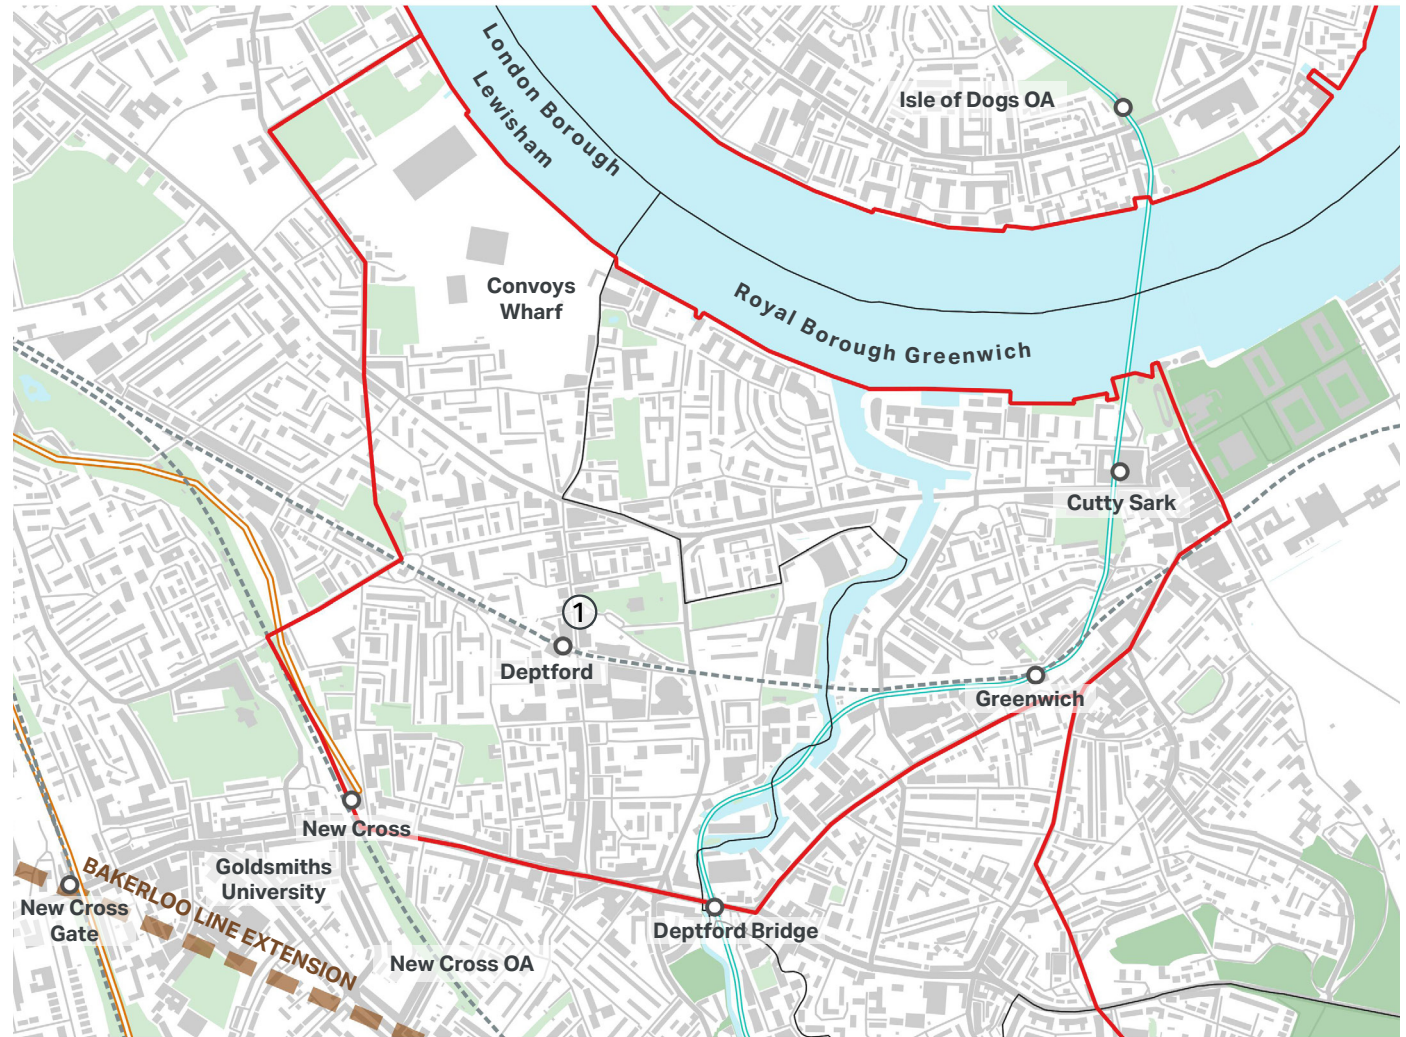 London Borough
Lewisham
Isle of Dogs OA
Convoys
Wharf
Royal Borough Greenwich
Cutty Sark
1
Deptford
Greenwich
New Cross
Goldsmiths
University
BAKERLOO LINE EXTENSION
New Cross
Gate
Deptford Bridge
New Cross OA